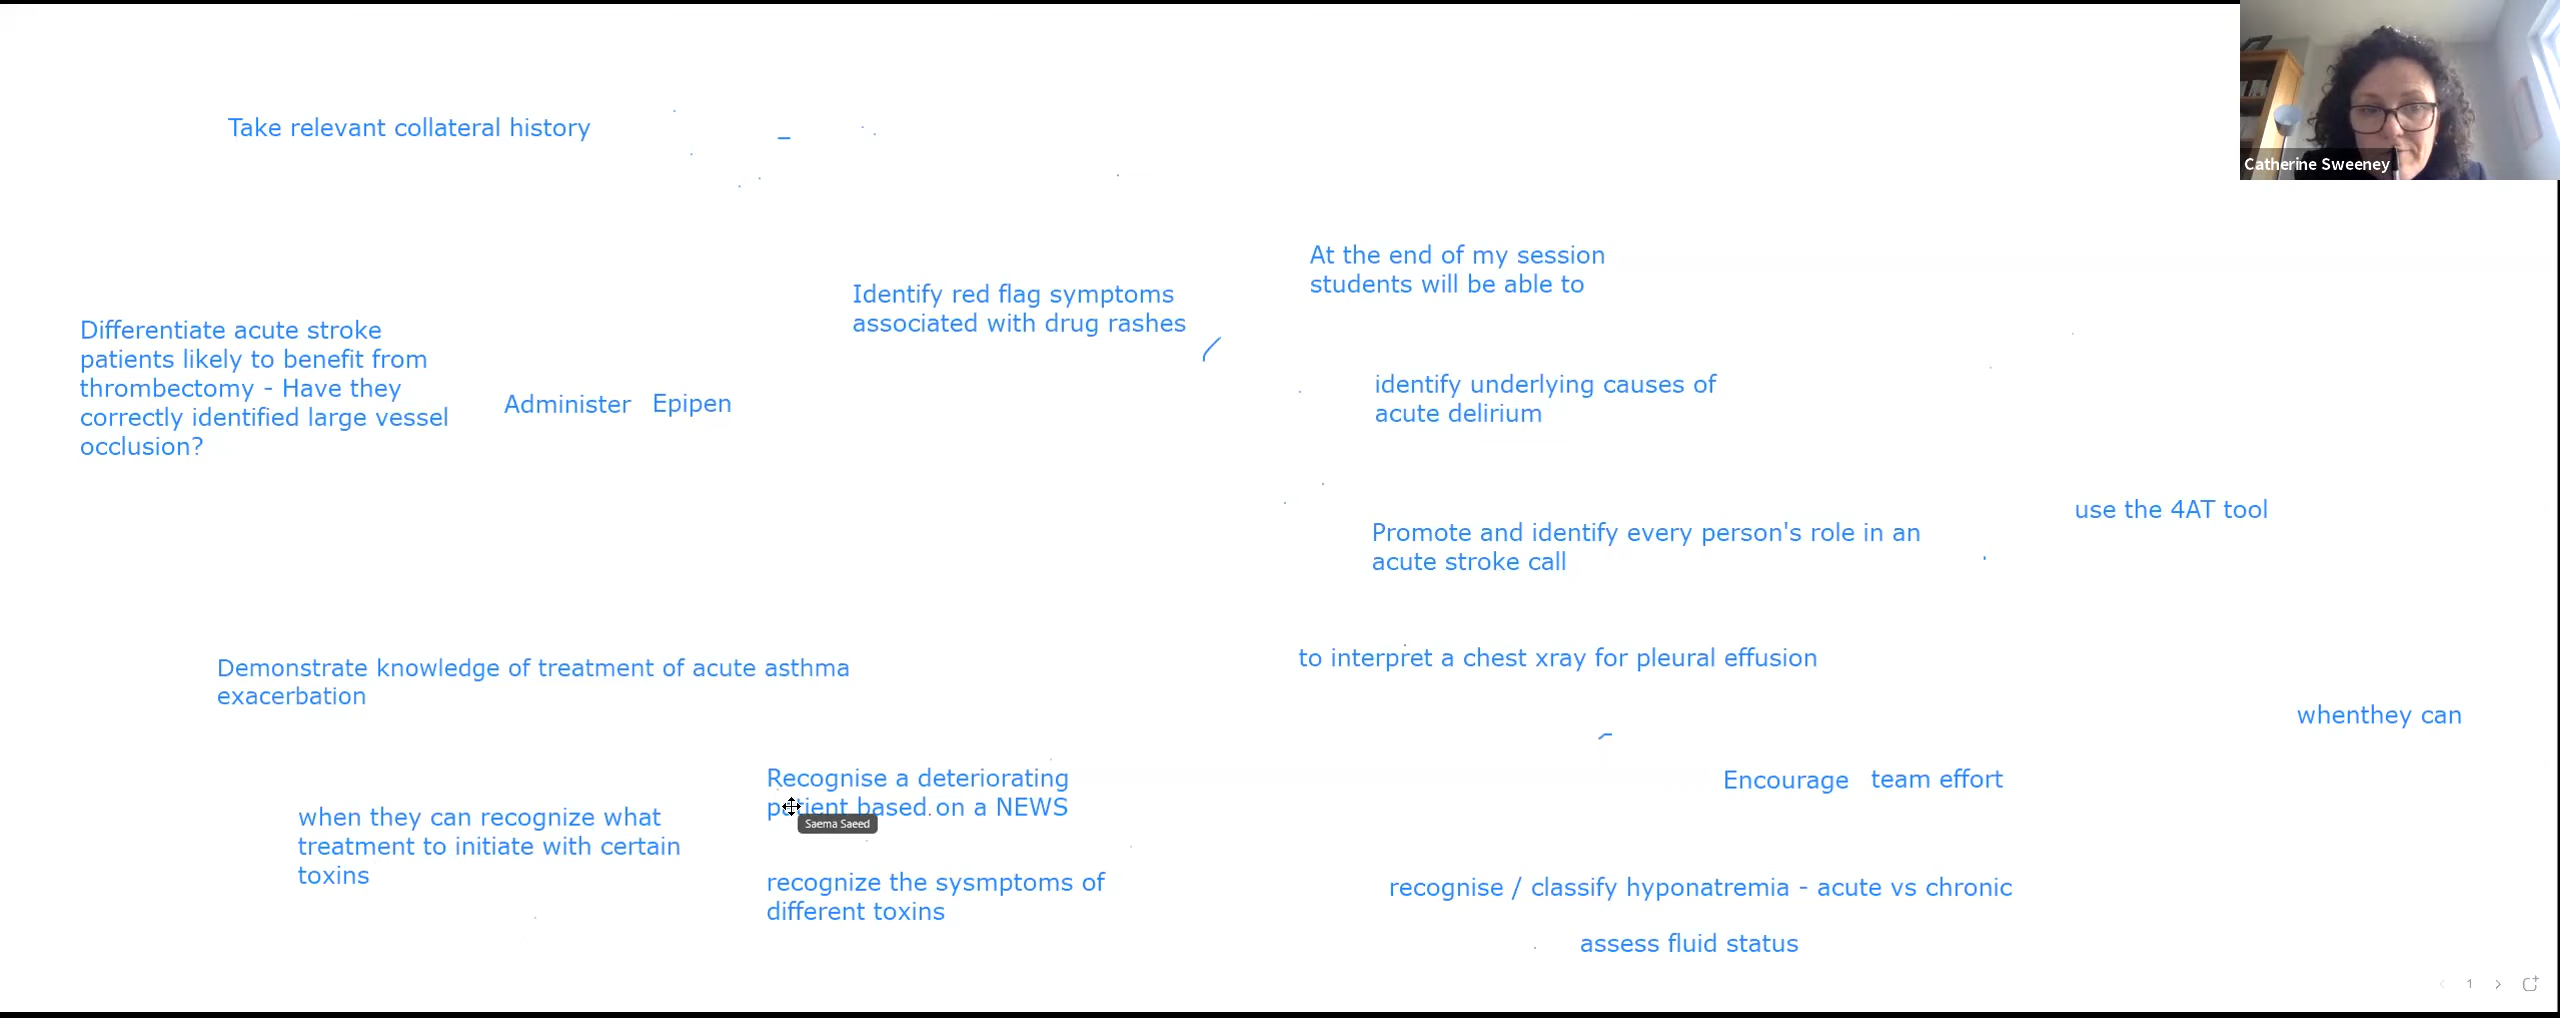 Catherine Sweeney
Take relevant collateral history
At the end of my session
students will be able to
Identify red flag symptoms
associated with drug rashes
Differentiate acute stroke
patients likely to benefit from
thrombectomy - Have they
correctly identified large vessel
occlusion?
Administer Epipen
identify underlying causes of
acute delirium
use the 4AT tool
Promote and identify every person's role in an
acute stroke call
Demonstrate knowledge of treatment of acute asthma
exacerbation
to interpret a chest xray for pleural effusion
whenthey can
Recognise a deteriorating
patient based on a NEWS
Saema Saeed
Encourage team effort
when they can recognize what
treatment to initiate with certain
toxins
recognize the sysmptoms of
different toxins
recognise / classify hyponatremia - acute vs chronic
assess fluid status
1